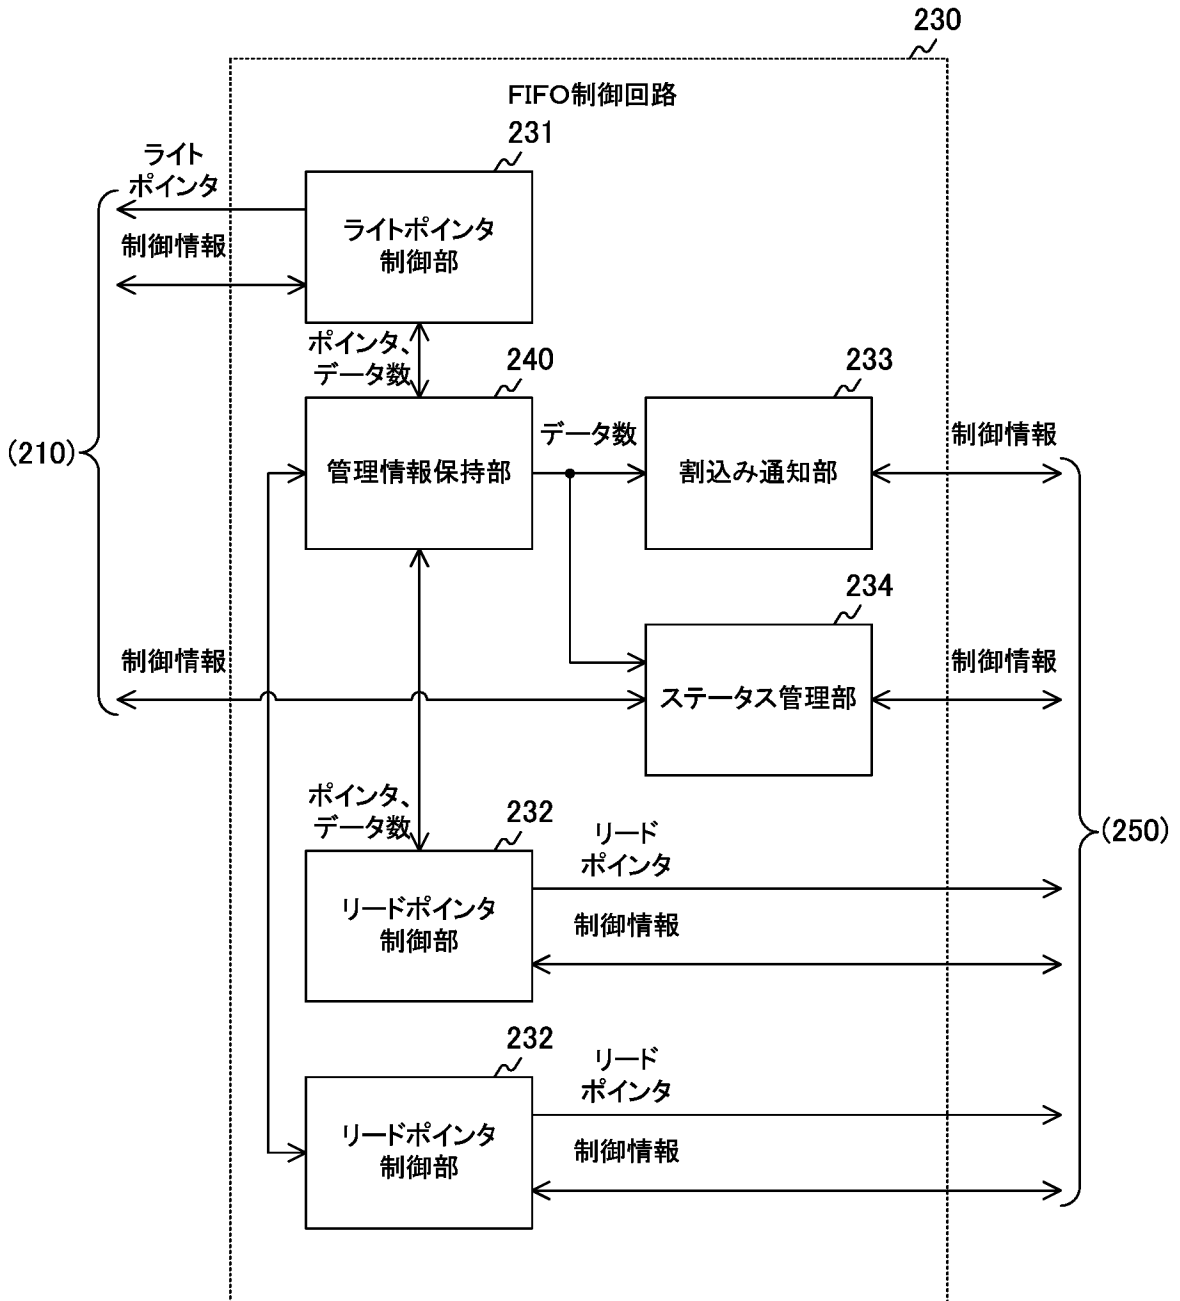 230
FIFO制御回路
231
ライト
ポインタ
制御情報
ライトポインタ
制御部
ポインタ、
データ数
240
233
(210)
データ数
制御情報
管理情報保持部
割込み通知部
234
制御情報
制御情報
ステータス管理部
ポインタ、
データ数
232
リード
ポインタ
(250)
リードポインタ
制御部
制御情報
232
リード
ポインタ
リードポインタ
制御部
制御情報